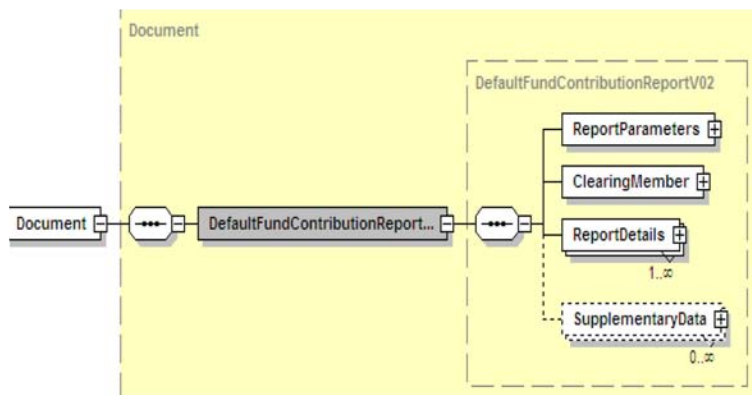 Document
DefaultFundContributionReportV02
ReportParameters
ClearingMember
Document
DefaultFundContributionReport...
ReportDetails
1..∞
SupplementaryData
0..∞